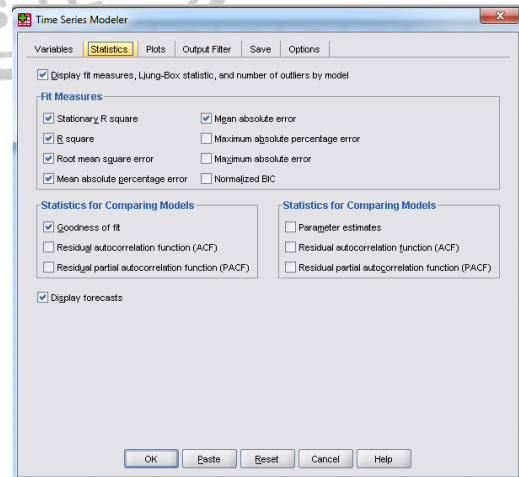 Time Series Modeler
Variables Statistics Plots Output Filter Save Options
Display fit measures, Ljung-Box statistic, and number of outliers by model
Fit Measures
Stationary R square
Mean absolute error
R square
Maximum absolute percentage error
Root mean square error
Maximum absolute error
Mean absolute percentage error
Normalized BIC
Statistics for Comparing Models
Goodness of fit
Residual autocorrelation function (ACF)
Residual partial autocorrelation function (PACF)
Statistics for Comparing Models
Parameter estimates
Residual autocorrelation function (ACF)
Residual partial autocorrelation function (PACF)
Display forecasts
OK Paste Reset Cancel Help